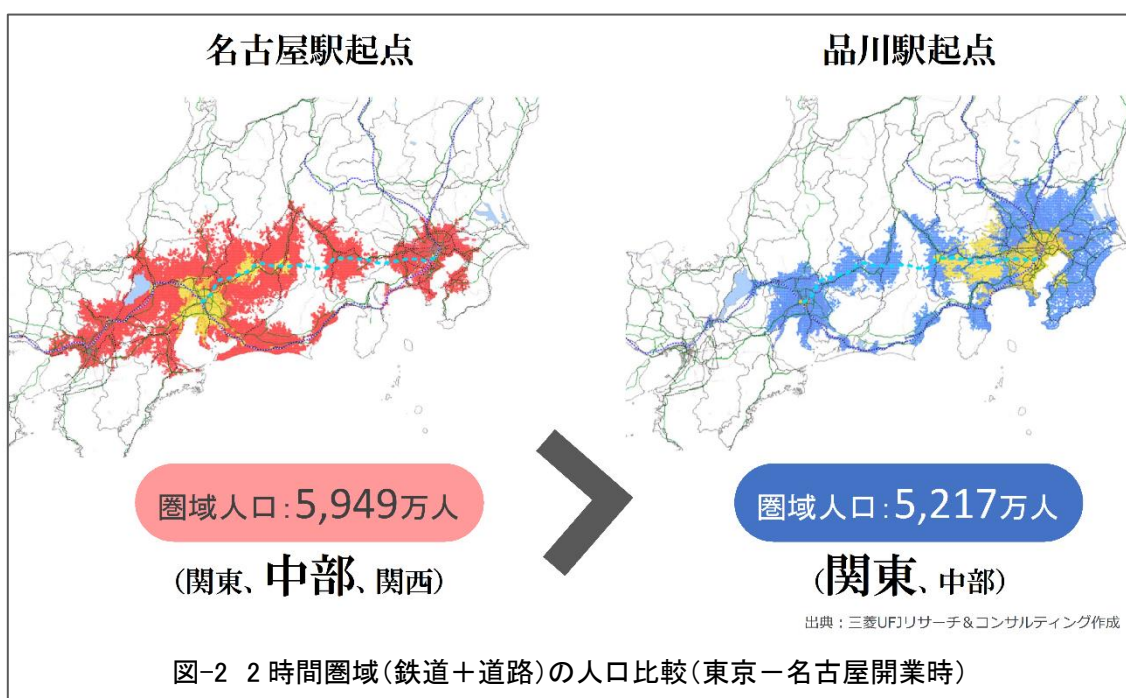 名古屋駅起点
品川駅起点
圏域人口:5,949万人
圏域人口:5,217万人
(関東、中部、関西)
(関東、中部)
出典:三菱UFJリサーチ&コンサルティング作成
図-2 2時間圏域(鉄道+道路)の人口比較(東京ー名古屋開業時)